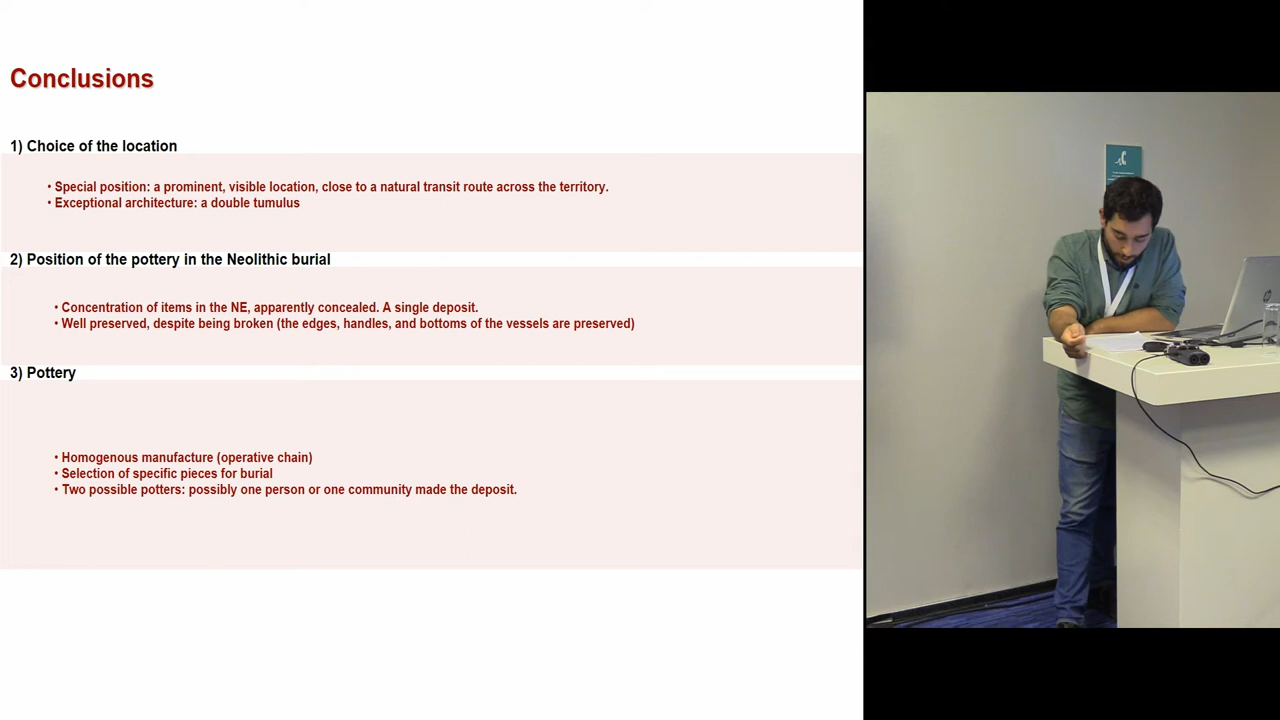 Conclusions
1) Choice of the location
• Special position: a prominent, visible location, close to a natural transit route across the territory.
• Exceptional architecture: a double tumulus
2) Position of the pottery in the Neolithic burial
• Concentration of items in the NE, apparently concealed. A single deposit.
• Well preserved, despite being broken (the edges, handles, and bottoms of the vessels are preserved)
3) Pottery
• Homogenous manufacture (operative chain)
• Selection of specific pieces for burial
• Two possible potters: possibly one person or one community made the deposit.
hp